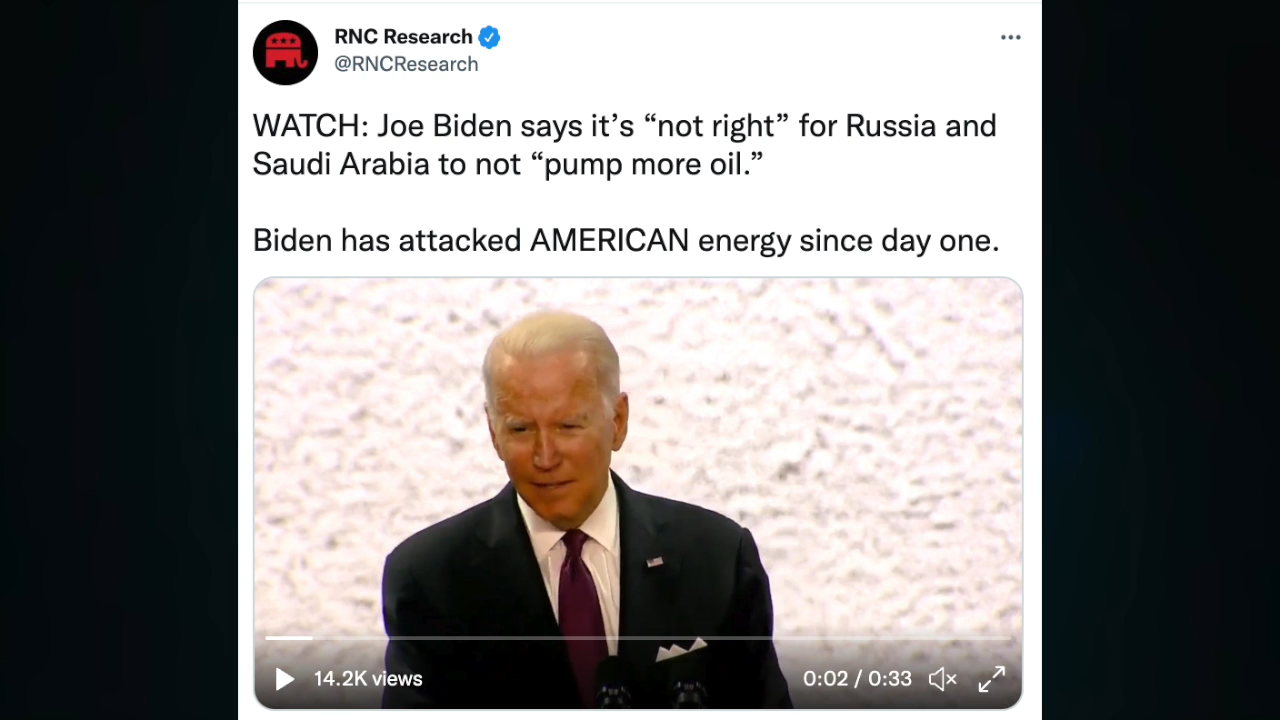 RNC Research
@RNCResearch
WATCH: Joe Biden says it’s “not right” for Russia and
Saudi Arabia to not “pump more oil.”
Biden has attacked AMERICAN energy since day one.
14.2K views
0:02 / 0:33